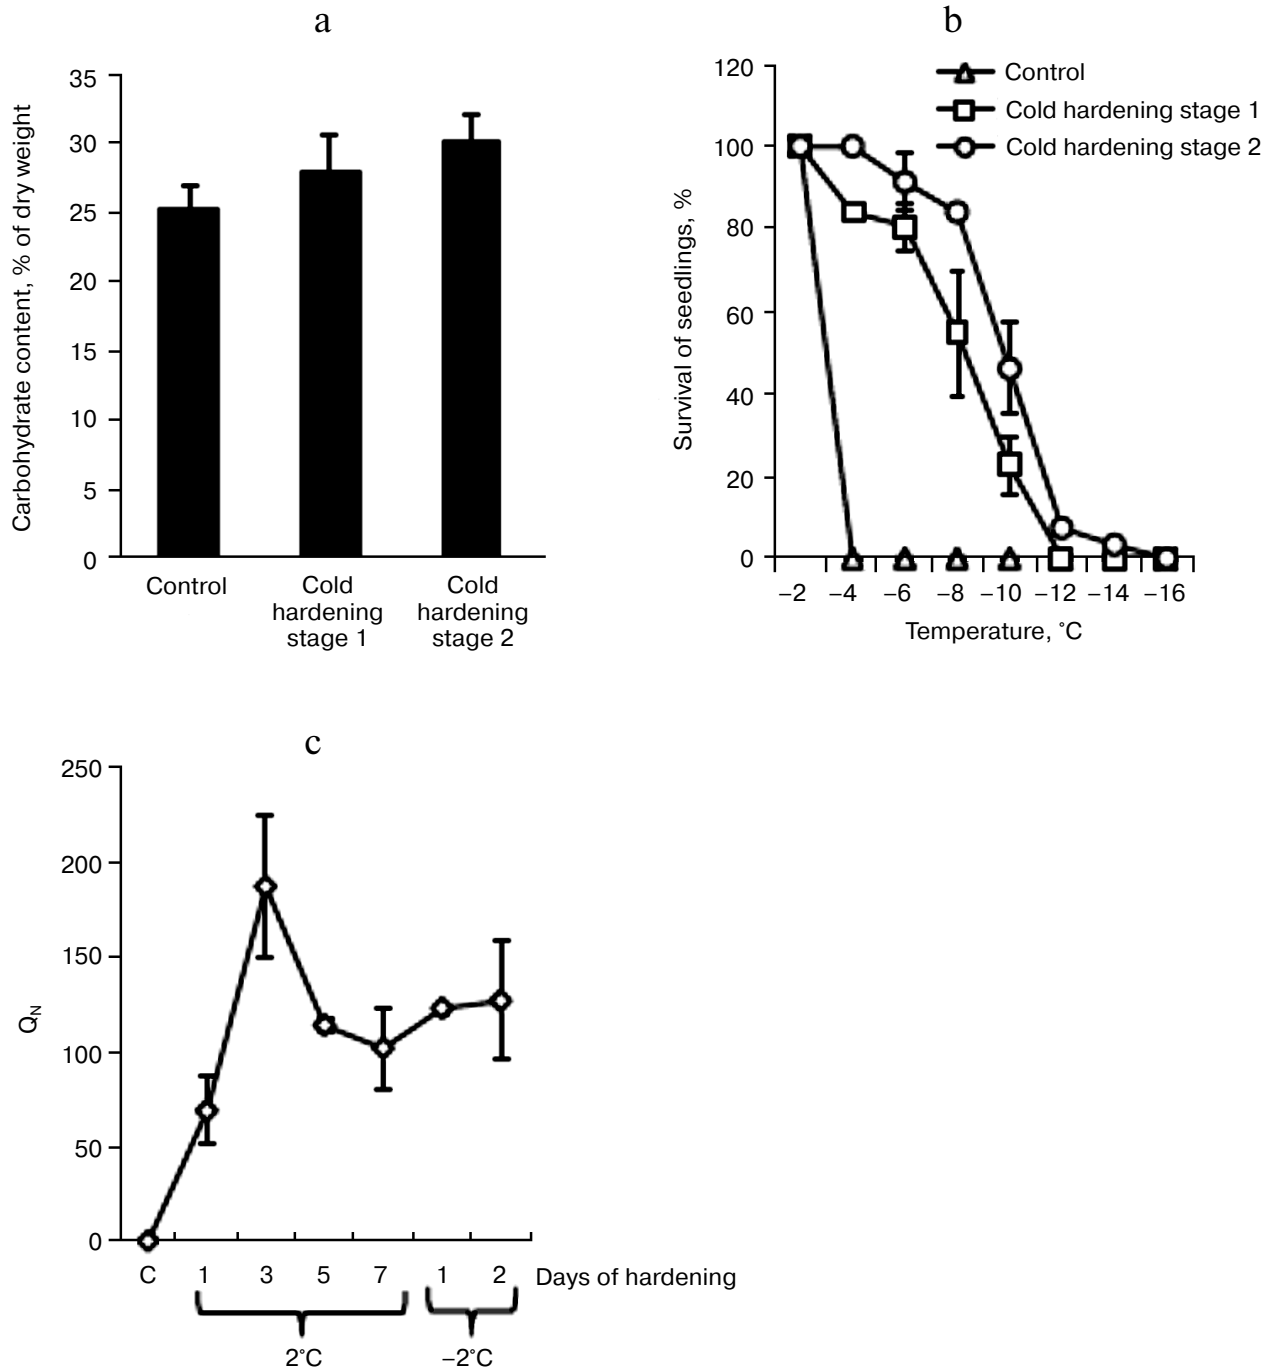 a
35
30
25
20
15
10
5
0
Carbohydrate content, % of dry weight
Control
Cold
hardening
stage 1
Cold
hardening
stage 2
b
Control
Cold hardening stage 1
Cold hardening stage 2
120
100
80
60
40
20
0
Survival of seedlings, %
−2 −4 −6 −8 −10 −12 −14 −16
Temperature, °C
c
250
200
150
100
50
0
Q_N
C 1 3 5 7 1 2 Days of hardening
2°C −2°C